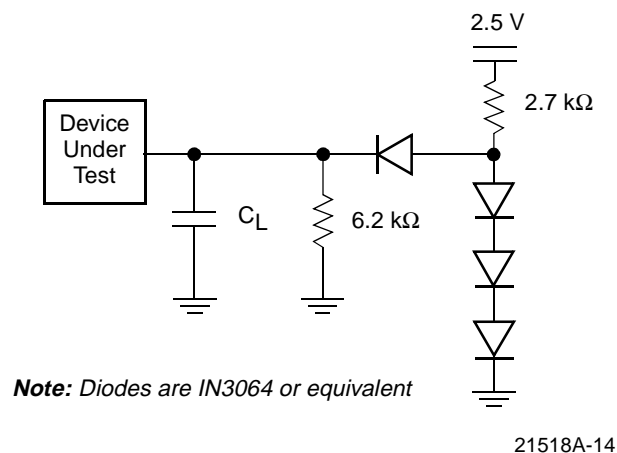 2.5 V
2.7 kΩ
Device
Under
Test
CL
6.2 kΩ
Note: Diodes are IN3064 or equivalent
21518A-14